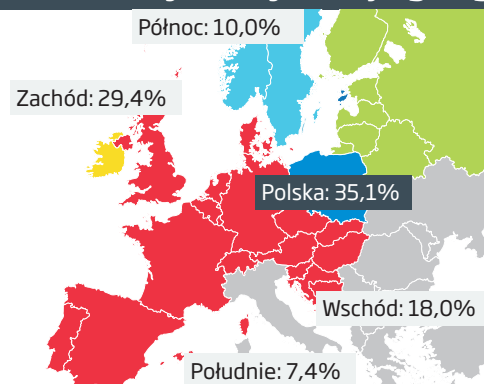 Północ: 10,0%
Zachód: 29,4%
Polska: 35,1%
Wschód: 18,0%
Południe: 7,4%